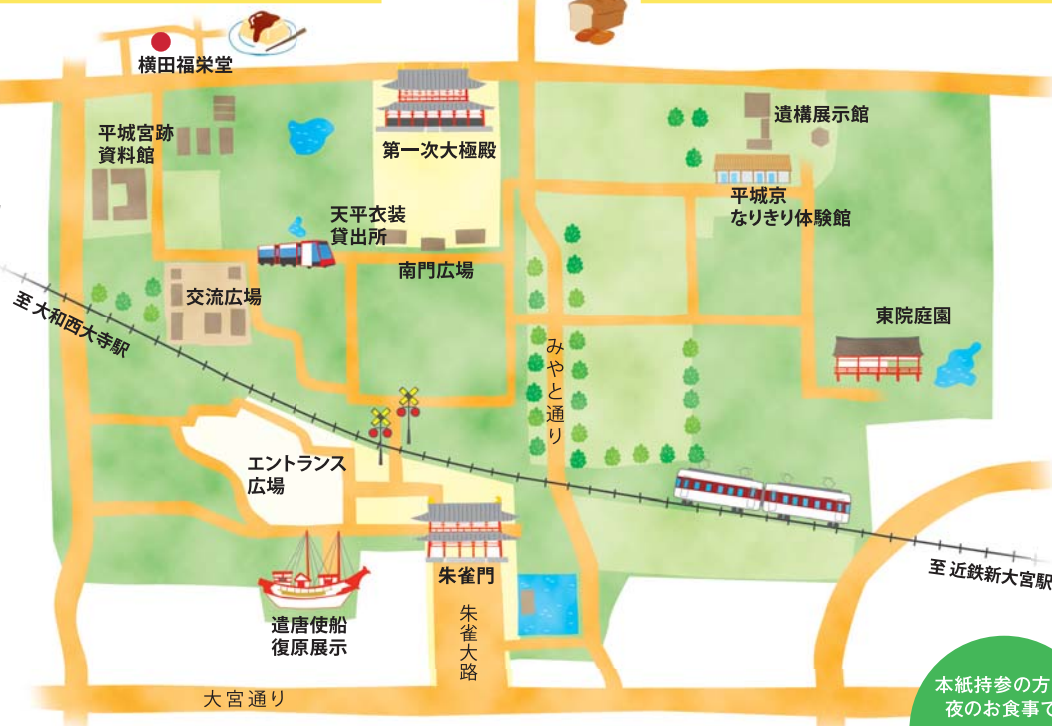 横田福栄堂
平城宮跡
資料館
第一次大極殿
遺構展示館
平城京
なりきり体験館
天平衣装
貸出所
南門広場
交流広場
至 大和西大寺駅
東院庭園
みやと通り
エントランス
広場
朱雀門
至 近鉄新大宮駅
遣唐使船
復原展示
朱雀大路
大宮通り
本紙持参の方
夜のお食事で